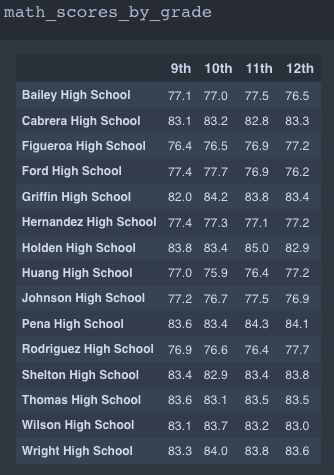 math_scores_by_grade
9th 10th 11th 12th
Bailey High School 77.1 77.0 77.5 76.5
Cabrera High School 83.1 83.2 82.8 83.3
Figueroa High School 76.4 76.5 76.9 77.2
Ford High School 77.4 77.7 76.9 76.2
Griffin High School 82.0 84.2 83.8 83.4
Hernandez High School 77.4 77.3 77.1 77.2
Holden High School 83.8 83.4 85.0 82.9
Huang High School 77.0 75.9 76.4 77.2
Johnson High School 77.2 76.7 77.5 76.9
Pena High School 83.6 83.4 84.3 84.1
Rodriguez High School 76.9 76.6 76.4 77.7
Shelton High School 83.4 82.9 83.4 83.8
Thomas High School 83.6 83.1 83.5 83.5
Wilson High School 83.1 83.7 83.2 83.0
Wright High School 83.3 84.0 83.8 83.6